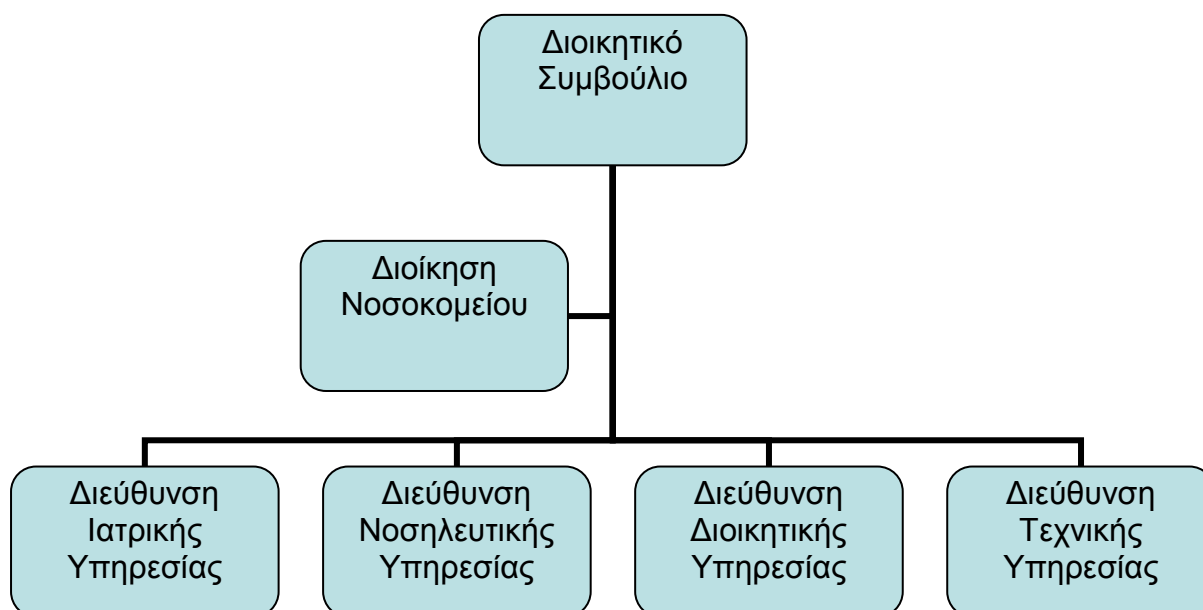 Διοικητικό
Συμβούλιο
Διοίκηση
Νοσοκομείου
Διεύθυνση
Ιατρικής
Υπηρεσίας
Διεύθυνση
Νοσηλευτικής
Υπηρεσίας
Διεύθυνση
Διοικητικής
Υπηρεσίας
Διεύθυνση
Τεχνικής
Υπηρεσίας